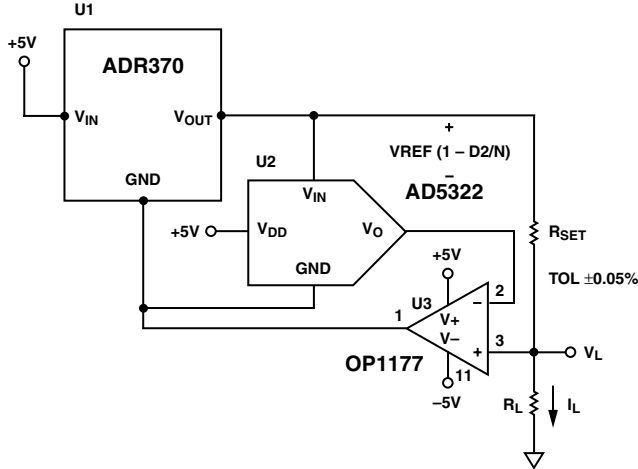 U1
+5V
ADR370
VIN
VOUT
GND
+
VREF (1 – D2/N)
–
U2
AD5322
VIN
+5V
VDD
VO
GND
RSET
TOL ±0.05%
+5V
U3
2
–
1
V+
V–
3
+
VL
OP1177
11
–5V
RL
IL